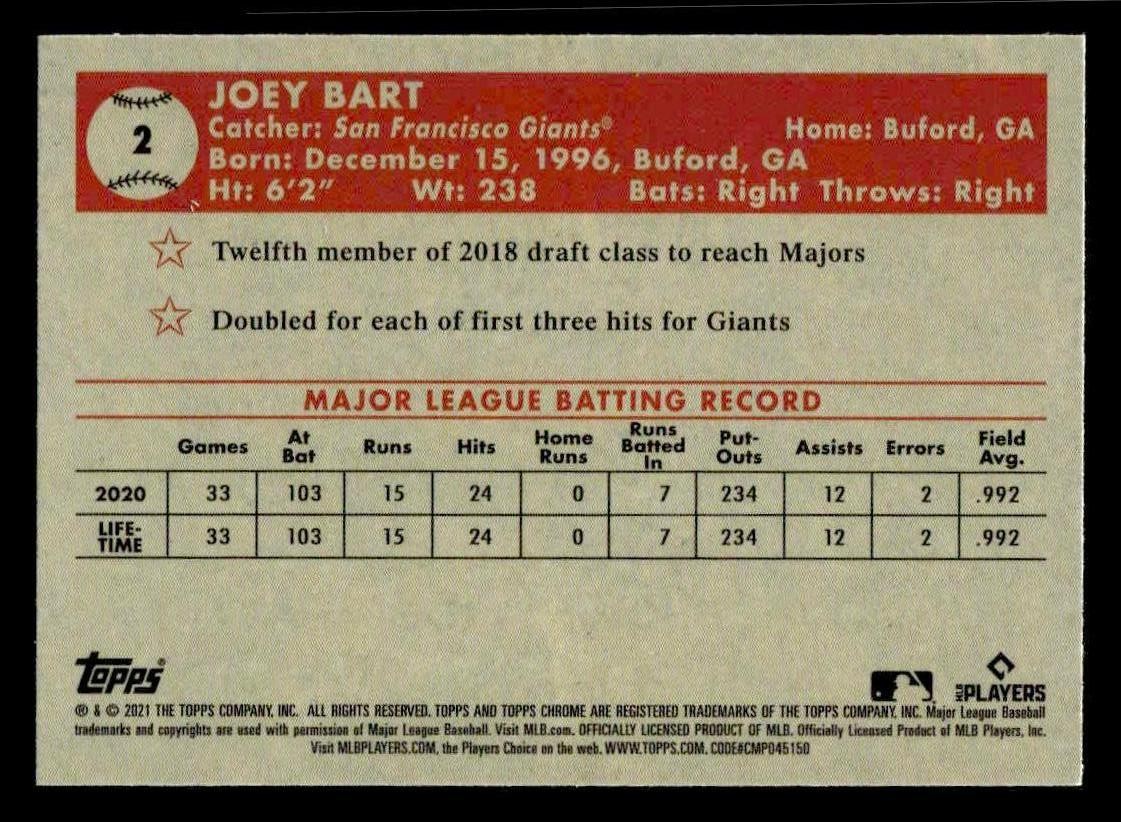 2
JOEY BART
Catcher: San Francisco Giants® Home: Buford, GA
Born: December 15, 1996, Buford, GA
Ht: 6'2" Wt: 238 Bats: Right Throws: Right
Twelfth member of 2018 draft class to reach Majors
Doubled for each of first three hits for Giants
MAJOR LEAGUE BATTING RECORD
Games At Bat Runs Hits Home Runs Runs Batted In Put-Outs Assists Errors Field Avg.
2020 33 103 15 24 0 7 234 12 2 .992
LIFE-TIME 33 103 15 24 0 7 234 12 2 .992
Topps®
MLB PLAYERS
® & © 2021 THE TOPPS COMPANY, INC. ALL RIGHTS RESERVED. TOPPS AND TOPPS CHROME ARE REGISTERED TRADEMARKS OF THE TOPPS COMPANY, INC. Major League Baseball
trademarks and copyrights are used with permission of Major League Baseball. Visit MLB.com. OFFICIALLY LICENSED PRODUCT OF MLB. Officially Licensed Product of MLB Players, Inc.
Visit MLBPLAYERS.COM, the Players Choice on the web. WWW.TOPPS.COM. CODE#CMP045150